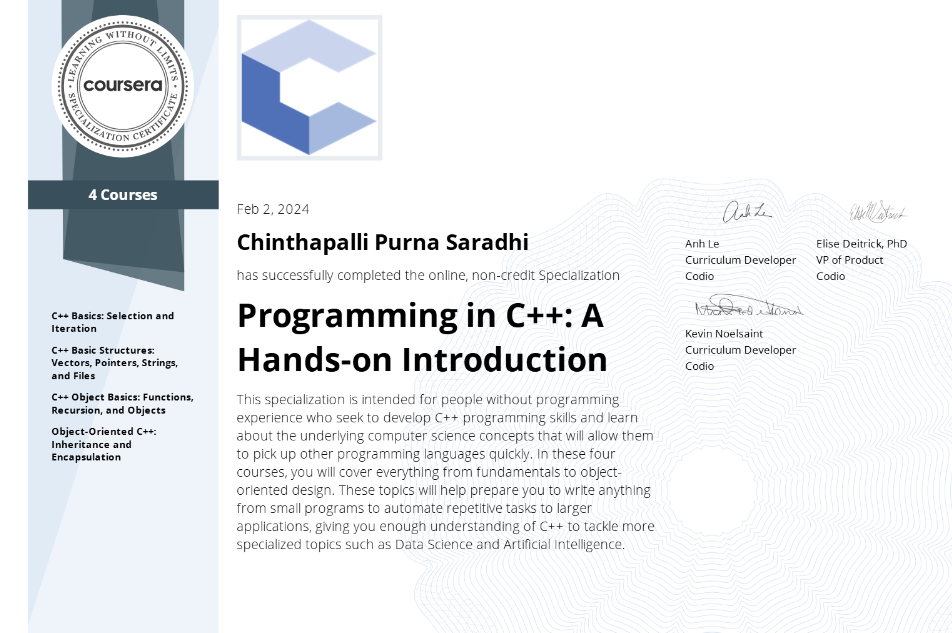 LEARNING WITHOUT LIMITS
coursera
SPECIALIZATION CERTIFICATE
4 Courses
C++ Basics: Selection and
Iteration
C++ Basic Structures:
Vectors, Pointers, Strings,
and Files
C++ Object Basics: Functions,
Recursion, and Objects
Object-Oriented C++:
Inheritance and
Encapsulation
Feb 2, 2024
Chinthapalli Purna Saradhi
has successfully completed the online, non-credit Specialization
Programming in C++: A
Hands-on Introduction
This specialization is intended for people without programming
experience who seek to develop C++ programming skills and learn
about the underlying computer science concepts that will allow them
to pick up other programming languages quickly. In these four
courses, you will cover everything from fundamentals to object-
oriented design. These topics will help prepare you to write anything
from small programs to automate repetitive tasks to larger
applications, giving you enough understanding of C++ to tackle more
specialized topics such as Data Science and Artificial Intelligence.
Anh Le
Anh Le
Curriculum Developer
Codio
Elise Deitrick, PhD
VP of Product
Codio
Kevin Noelsaint
Curriculum Developer
Codio